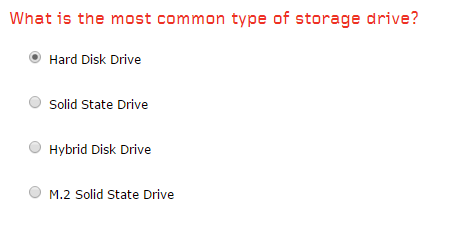 What is the most common type of storage drive?
Hard Disk Drive
Solid State Drive
Hybrid Disk Drive
M.2 Solid State Drive